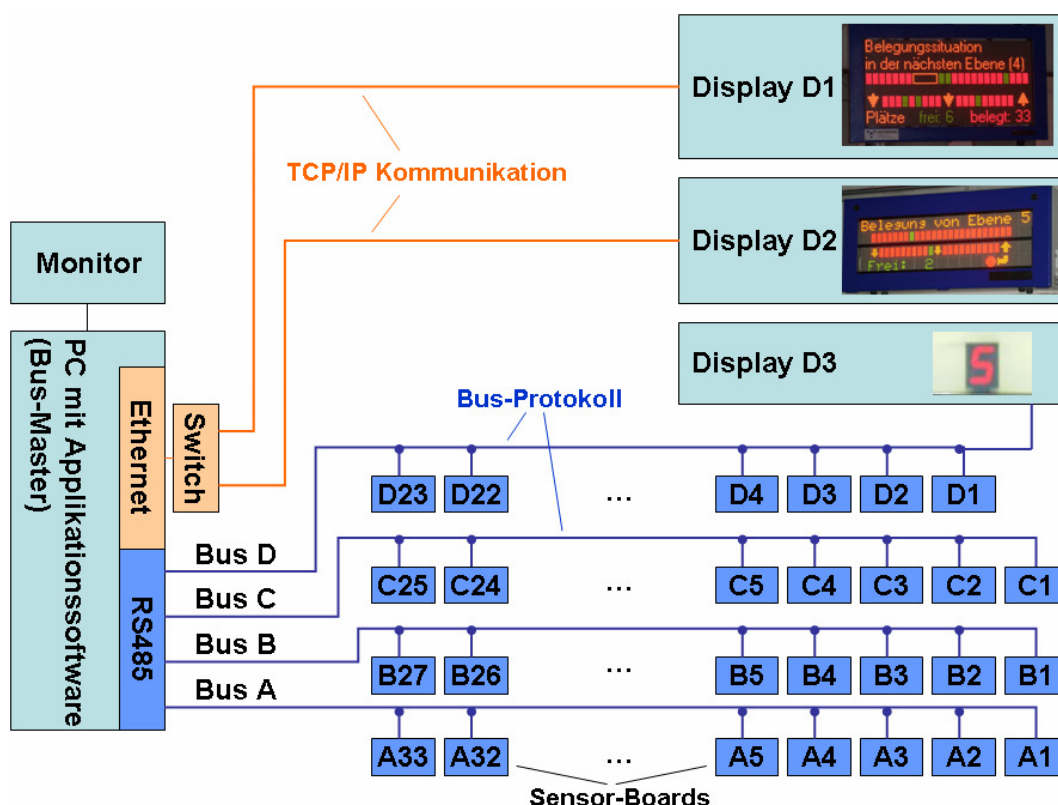 Belegungssituation
in der nächsten Ebene (4)
Display D1
Plätze frei: 6 belegt: 33
TCP/IP Kommunikation
Belegung von Ebene 5
Display D2
Frei: 2
Monitor
Display D3
5
PC mit Applikationssoftware
(Bus-Master)
Ethernet
Switch
RS485
Bus-Protokoll
D23 D22 ... D4 D3 D2 D1
Bus D
C25 C24 ... C5 C4 C3 C2 C1
Bus C
Bus B
B27 B26 ... B5 B4 B3 B2 B1
Bus A
A33 A32 ... A5 A4 A3 A2 A1
Sensor-Boards